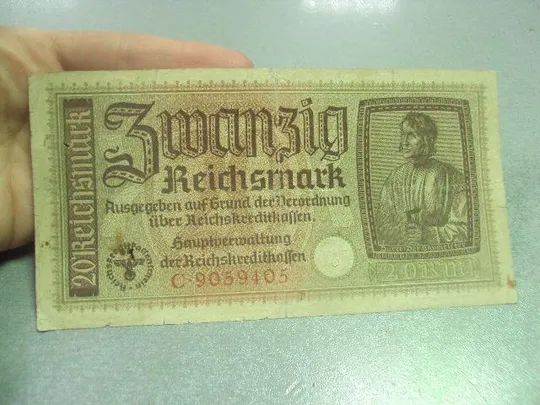 20 Reichsmark
Zwanzig
Reichsmark
Ausgegeben auf Grund der Verordnung
über Reichskreditkassen.
Hauptverwaltung
der Reichskreditkassen
C·9059405